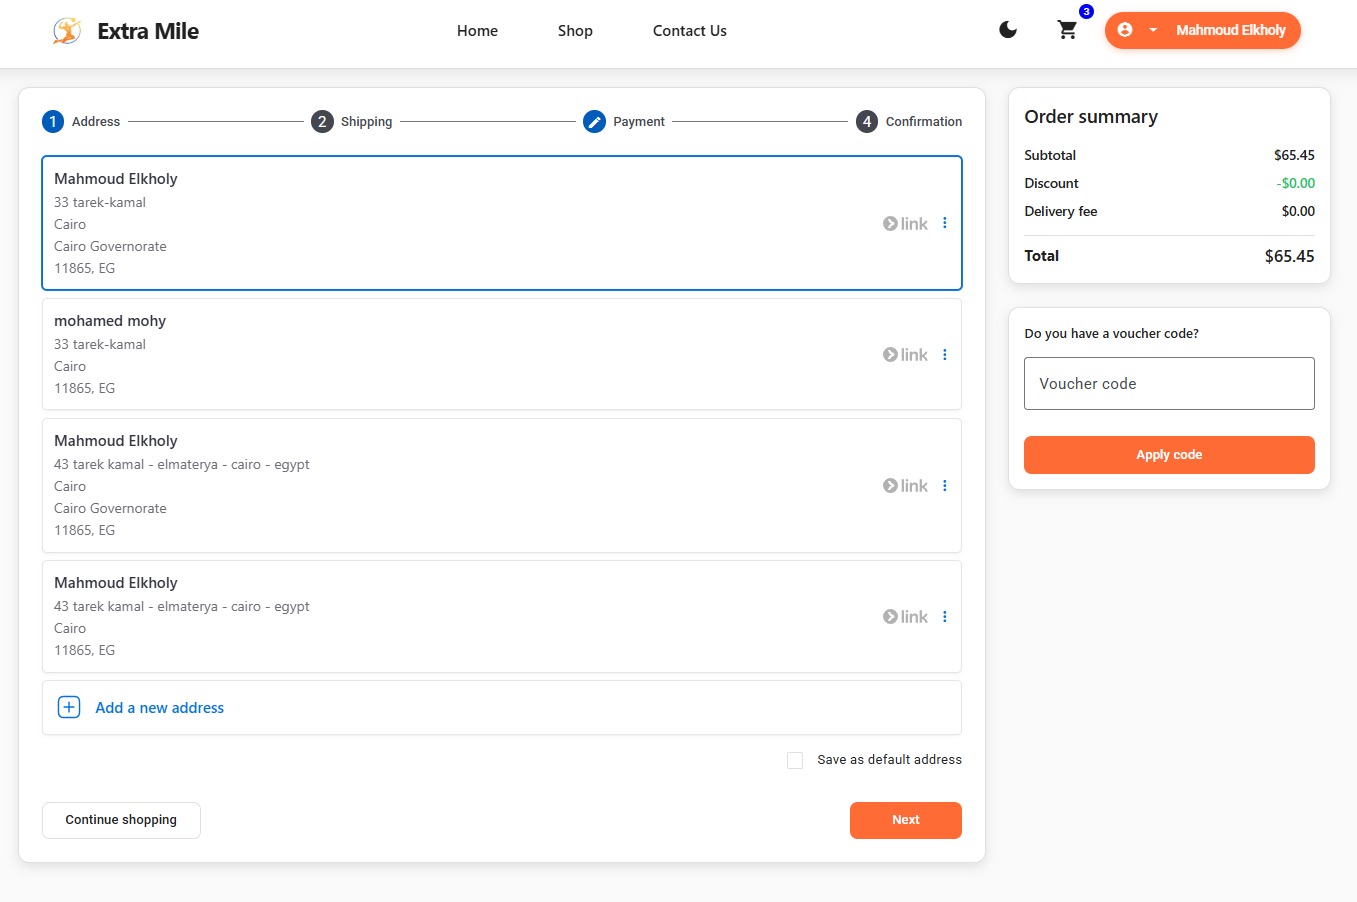 Extra Mile
Home
Shop
Contact Us
3
Mahmoud Elkholy
1 Address
2 Shipping
Payment
4 Confirmation
Mahmoud Elkholy
33 tarek-kamal
Cairo
Cairo Governorate
11865, EG
link
mohamed mohy
33 tarek-kamal
Cairo
11865, EG
link
Mahmoud Elkholy
43 tarek kamal - elmaterya - cairo - egypt
Cairo
Cairo Governorate
11865, EG
link
Mahmoud Elkholy
43 tarek kamal - elmaterya - cairo - egypt
Cairo
11865, EG
link
Add a new address
Save as default address
Continue shopping
Next
Order summary
Subtotal $65.45
Discount -$0.00
Delivery fee $0.00
Total $65.45
Do you have a voucher code?
Voucher code
Apply code